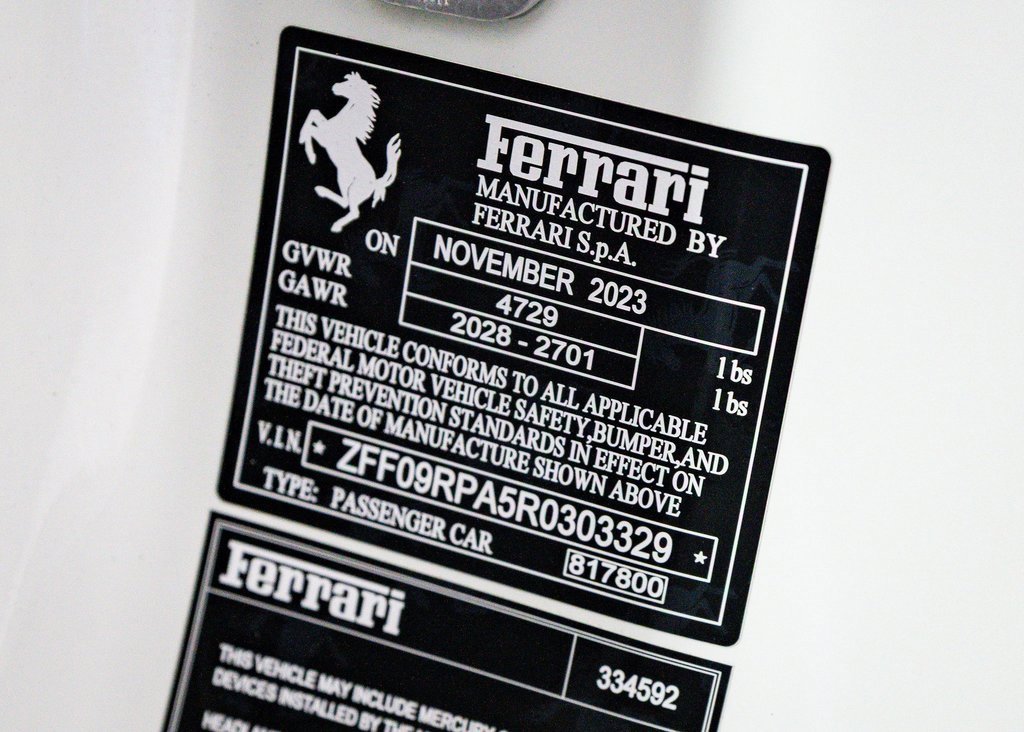 Ferrari
MANUFACTURED BY
FERRARI S.p.A.
ON NOVEMBER 2023
GVWR 4729 lbs
GAWR 2028 - 2701 lbs
THIS VEHICLE CONFORMS TO ALL APPLICABLE
FEDERAL MOTOR VEHICLE SAFETY,BUMPER,AND
THEFT PREVENTION STANDARDS IN EFFECT ON
THE DATE OF MANUFACTURE SHOWN ABOVE
V.I.N. * ZFF09RPA5R0303329 *
TYPE: PASSENGER CAR 817800
Ferrari
334592
THIS VEHICLE MAY INCLUDE MERCURY
DEVICES INSTALLED BY THE